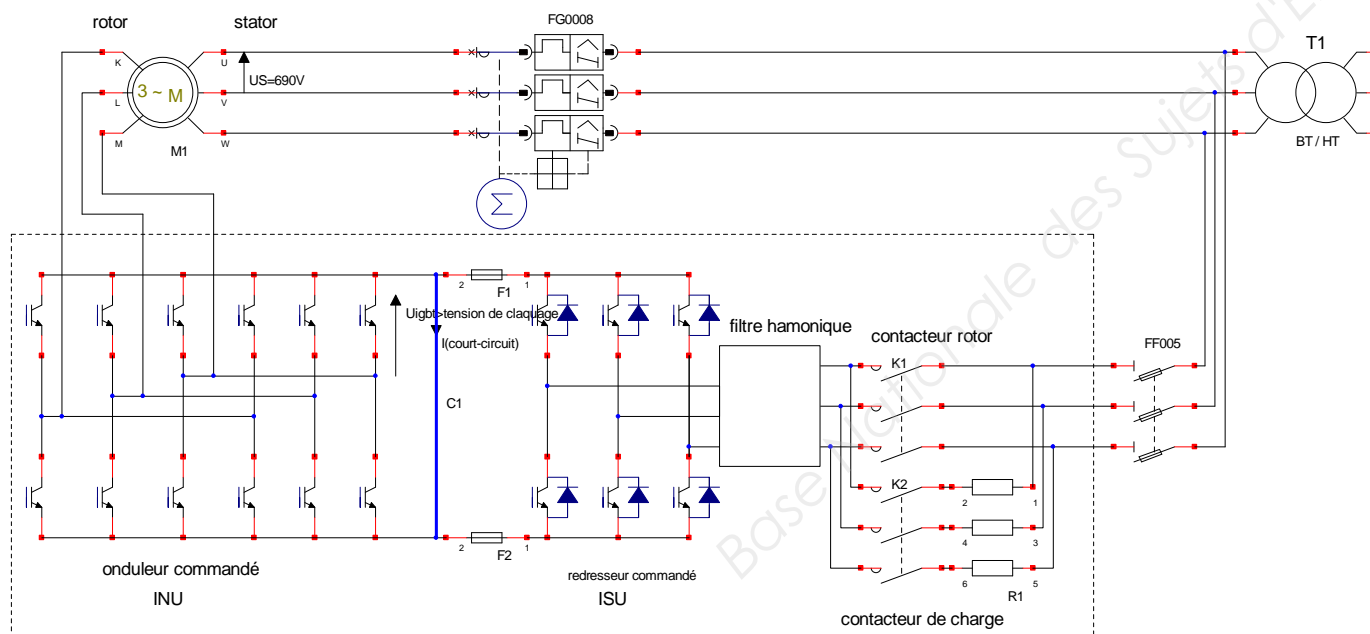 rotor
stator
FG0008
T1
K
U
US=690V
3 ~ M
L
V
M
W
M1
BT / HT
Σ
2
F1
1
Uigbt>tension de claquage
I(court-circuit)
filtre hamonique
contacteur rotor
FF005
K1
C1
K2
2
1
4
3
6
5
R1
2
F2
1
onduleur commandé
INU
redresseur commandé
ISU
contacteur de charge
Base Nationale des Sujets d'E